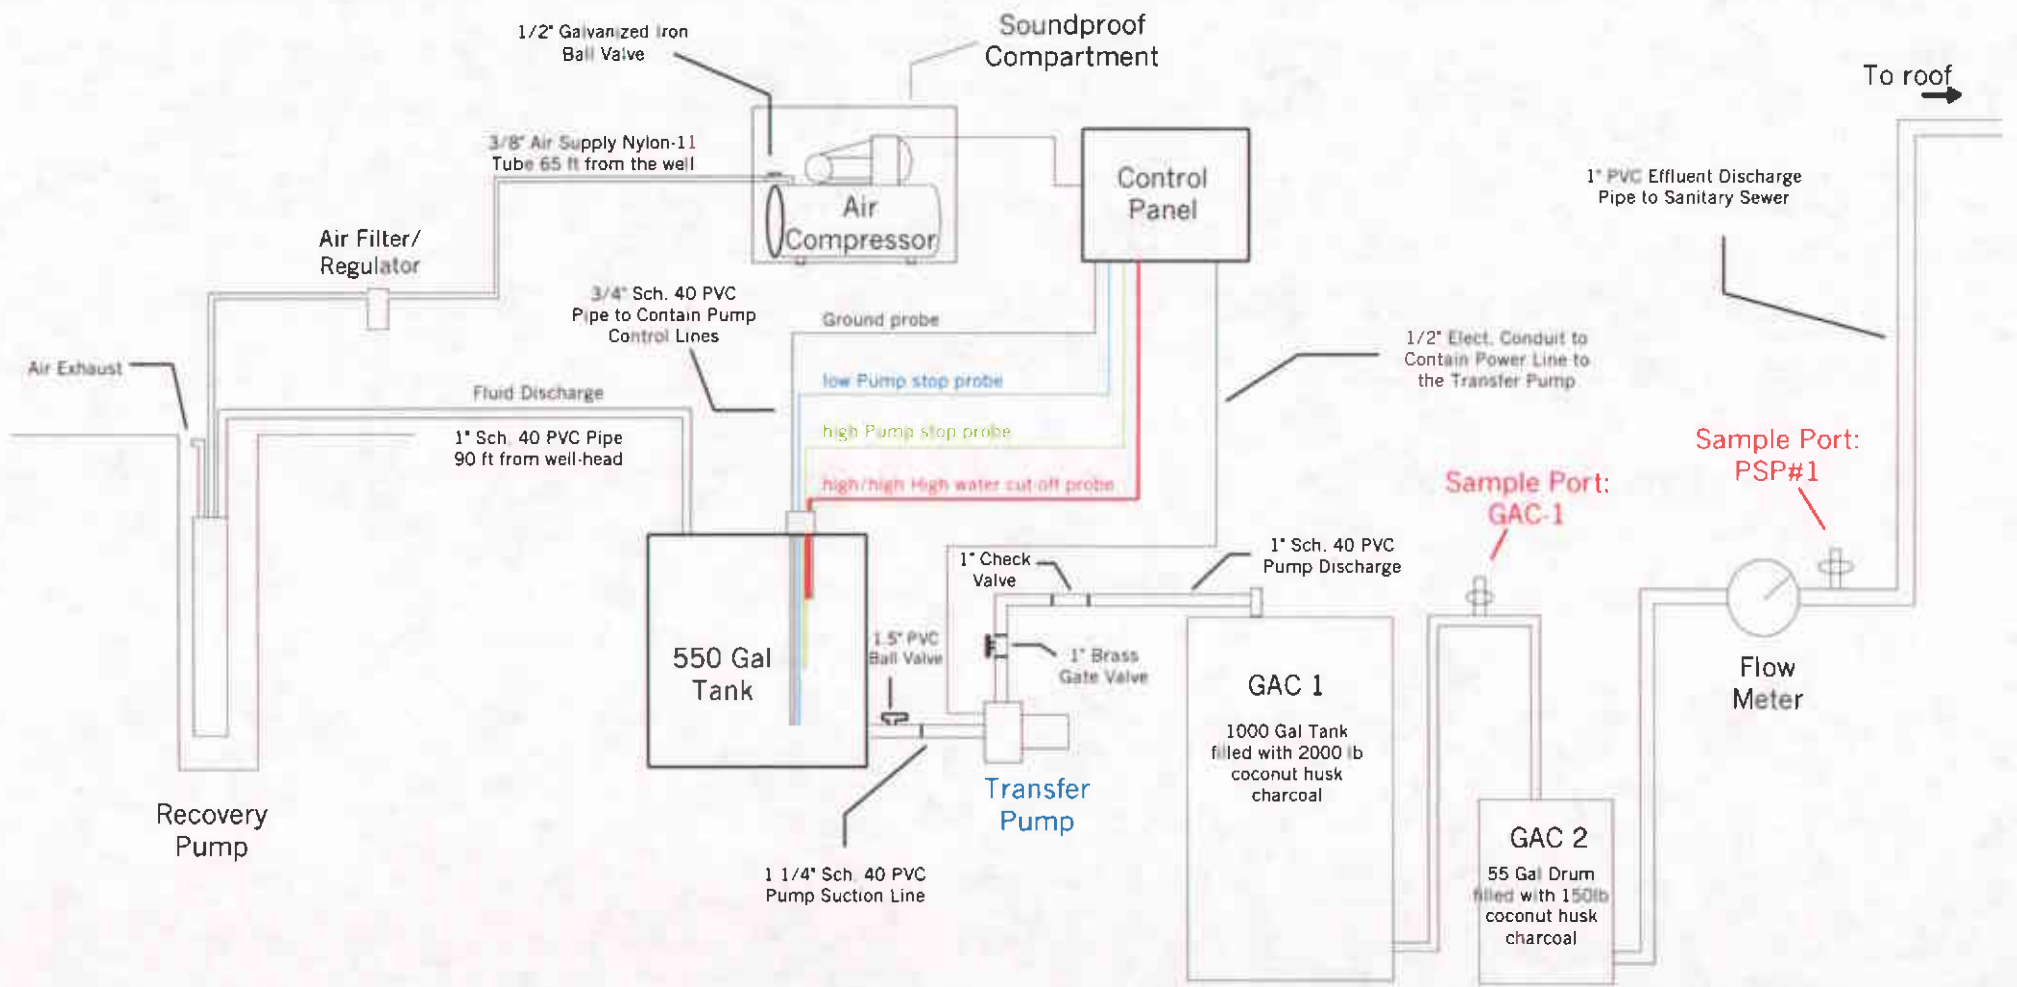 1/2" Galvanized Iron
Ball Valve
Soundproof
Compartment
To roof
3/8" Air Supply Nylon-11
Tube 65 ft from the well
Air
Compressor
Control
Panel
1" PVC Effluent Discharge
Pipe to Sanitary Sewer
Air Filter/
Regulator
3/4" Sch. 40 PVC
Pipe to Contain Pump
Control Lines
Ground probe
low Pump stop probe
high Pump stop probe
high/high High water cut-off probe
1/2" Elect. Conduit to
Contain Power Line to
the Transfer Pump
Air Exhaust
Fluid Discharge
1" Sch. 40 PVC Pipe
90 ft from well-head
Sample Port:
GAC-1
Sample Port:
PSP#1
1" Check
Valve
1" Sch. 40 PVC
Pump Discharge
550 Gal
Tank
1.5" PVC
Ball Valve
1" Brass
Gate Valve
GAC 1
1000 Gal Tank
filled with 2000 lb
coconut husk
charcoal
Flow
Meter
Recovery
Pump
Transfer
Pump
1 1/4" Sch. 40 PVC
Pump Suction Line
GAC 2
55 Gal Drum
filled with 150lb
coconut husk
charcoal